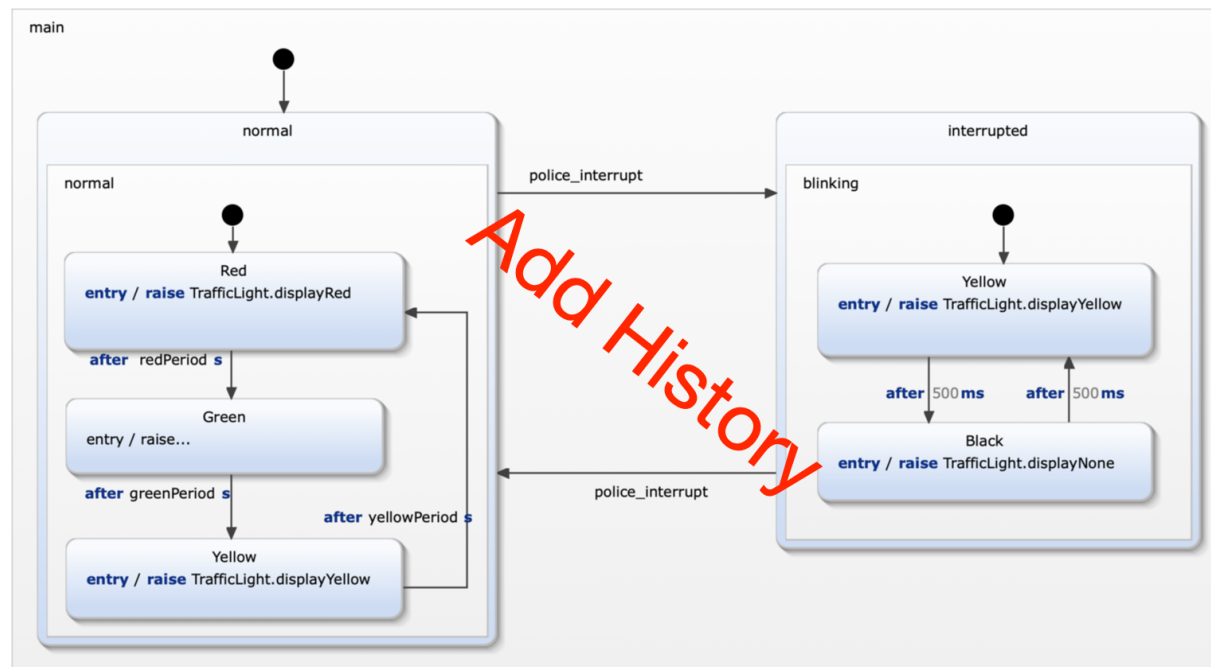 main
normal
normal
Red
entry / raise TrafficLight.displayRed
after redPeriod s
Green
entry / raise...
after greenPeriod s
after yellowPeriod s
Yellow
entry / raise TrafficLight.displayYellow
police_interrupt
Add History
police_interrupt
interrupted
blinking
Yellow
entry / raise TrafficLight.displayYellow
after 500 ms
after 500 ms
Black
entry / raise TrafficLight.displayNone